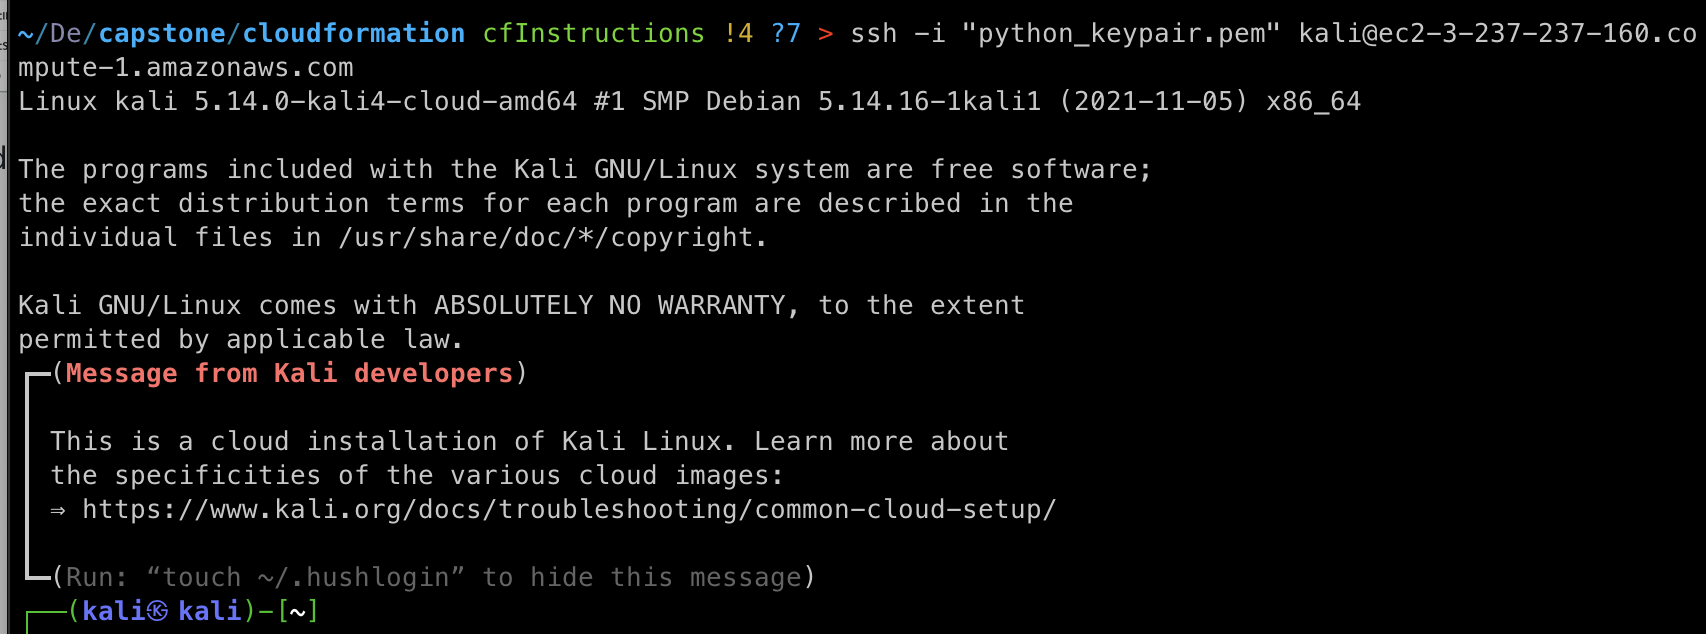 ~/De/capstone/cloudformation cfInstructions !4 ?7 > ssh -i "python_keypair.pem" kali@ec2-3-237-237-160.co
mpute-1.amazonaws.com
Linux kali 5.14.0-kali4-cloud-amd64 #1 SMP Debian 5.14.16-1kali1 (2021-11-05) x86_64
The programs included with the Kali GNU/Linux system are free software;
the exact distribution terms for each program are described in the
individual files in /usr/share/doc/*/copyright.
Kali GNU/Linux comes with ABSOLUTELY NO WARRANTY, to the extent
permitted by applicable law.
┏━(Message from Kali developers)
┃ This is a cloud installation of Kali Linux. Learn more about
┃ the specificities of the various cloud images:
┃ ⇒ https://www.kali.org/docs/troubleshooting/common-cloud-setup/
┗━(Run: “touch ~/.hushlogin” to hide this message)
┌──(kali㉿kali)-[~]